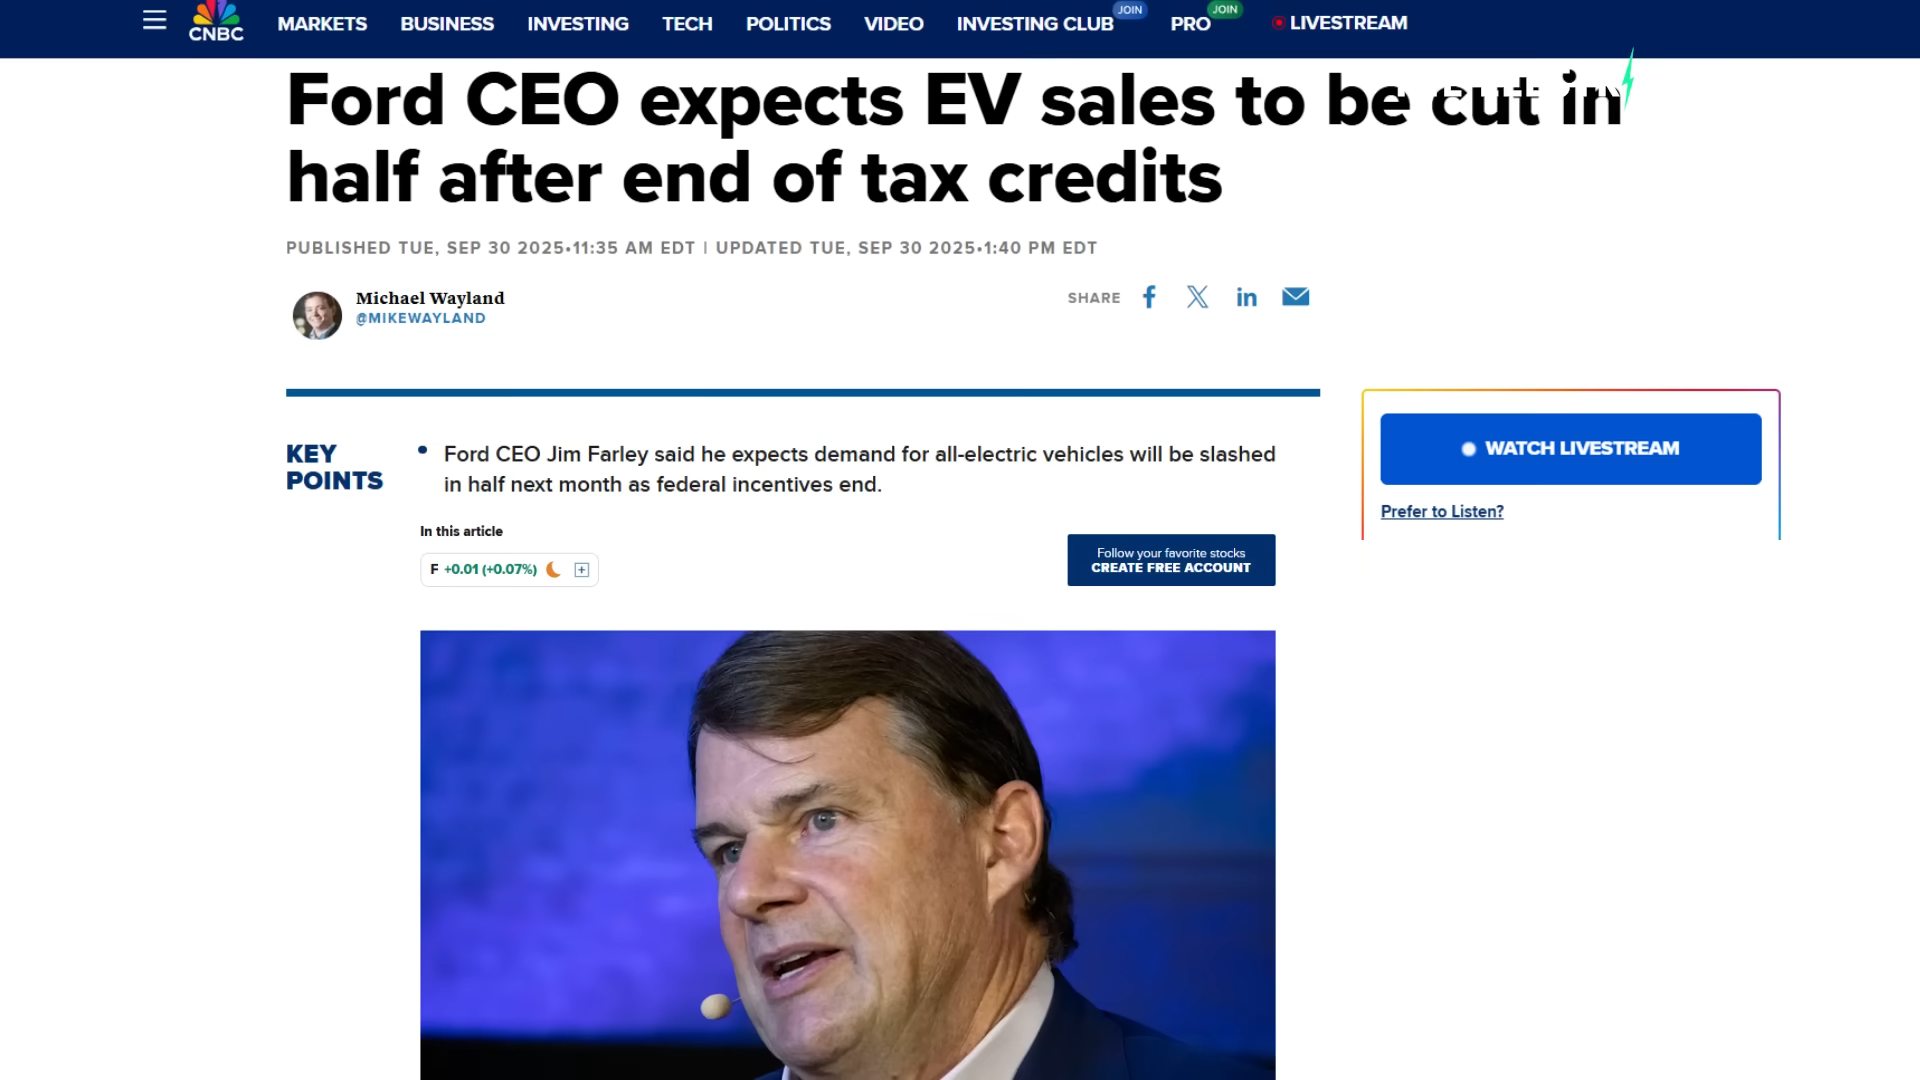 CNBC
MARKETS BUSINESS INVESTING TECH POLITICS VIDEO INVESTING CLUB JOIN PRO JOIN LIVESTREAM
Ford CEO expects EV sales to be cut in
half after end of tax credits
PUBLISHED TUE, SEP 30 2025•11:35 AM EDT | UPDATED TUE, SEP 30 2025•1:40 PM EDT
Michael Wayland
@MIKEWAYLAND
SHARE
KEY
POINTS
• Ford CEO Jim Farley said he expects demand for all-electric vehicles will be slashed
in half next month as federal incentives end.
In this article
F +0.01 (+0.07%)
Follow your favorite stocks
CREATE FREE ACCOUNT
WATCH LIVESTREAM
Prefer to Listen?